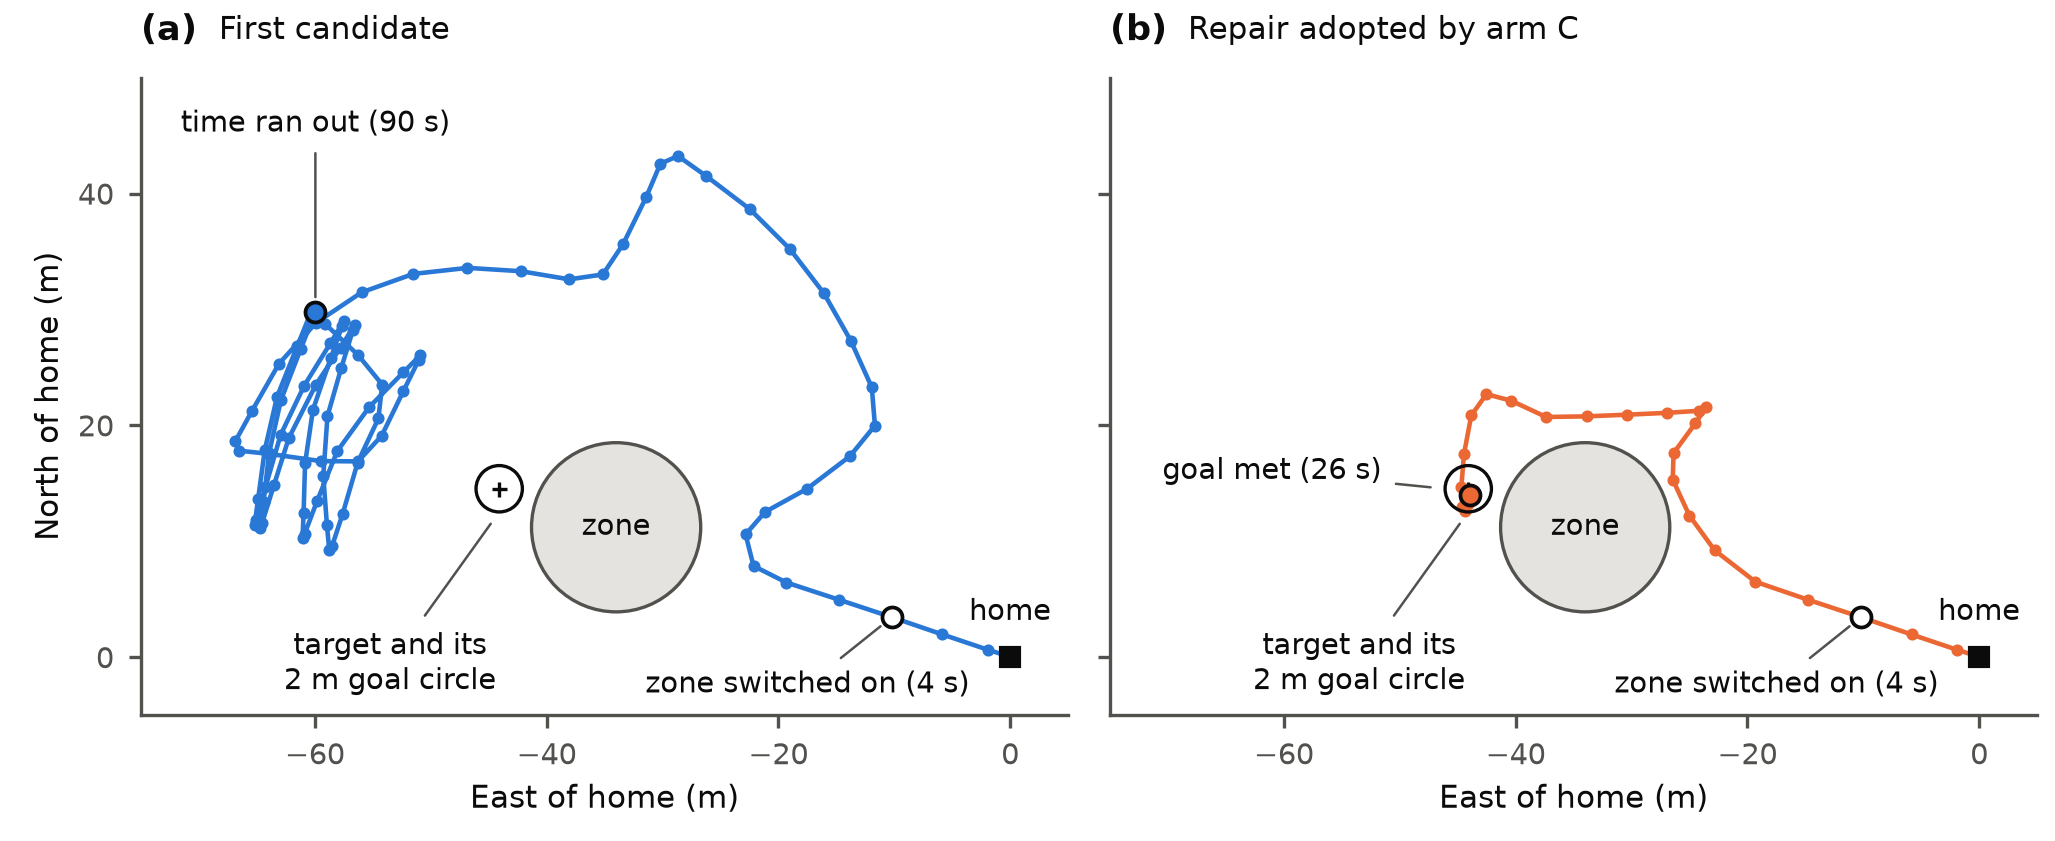 (a) First candidate
time ran out (90 s)
40
20
0
North of home (m)
zone
target and its
2 m goal circle
home
zone switched on (4 s)
−60
−40
−20
0
East of home (m)
(b) Repair adopted by arm C
goal met (26 s)
zone
target and its
2 m goal circle
home
zone switched on (4 s)
−60
−40
−20
0
East of home (m)